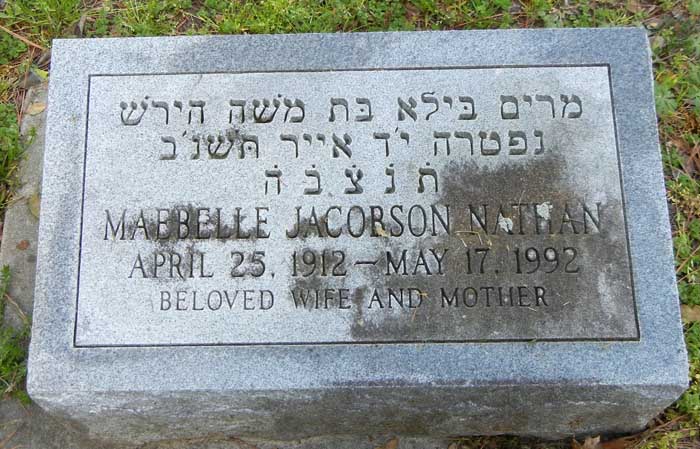 מרים בילא בת משה הירש
נפטרה י'ד אייר תשנ'ב
ת נ צ ב ה
MAEBELLE JACOBSON NATHAN
APRIL 25, 1912 – MAY 17, 1992
BELOVED WIFE AND MOTHER